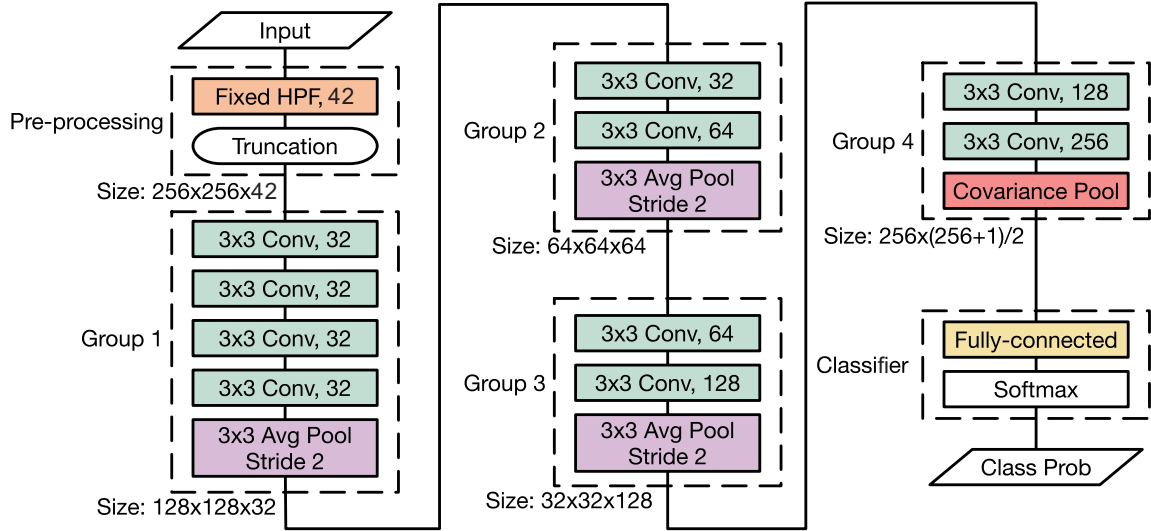 Input
Pre-processing
Fixed HPF, 42
Truncation
Size: 256x256x42
Group 1
3x3 Conv, 32
3x3 Conv, 32
3x3 Conv, 32
3x3 Conv, 32
3x3 Avg Pool
Stride 2
Size: 128x128x32
Group 2
3x3 Conv, 32
3x3 Conv, 64
3x3 Avg Pool
Stride 2
Size: 64x64x64
Group 3
3x3 Conv, 64
3x3 Conv, 128
3x3 Avg Pool
Stride 2
Size: 32x32x128
Group 4
3x3 Conv, 128
3x3 Conv, 256
Covariance Pool
Size: 256x(256+1)/2
Classifier
Fully-connected
Softmax
Class Prob